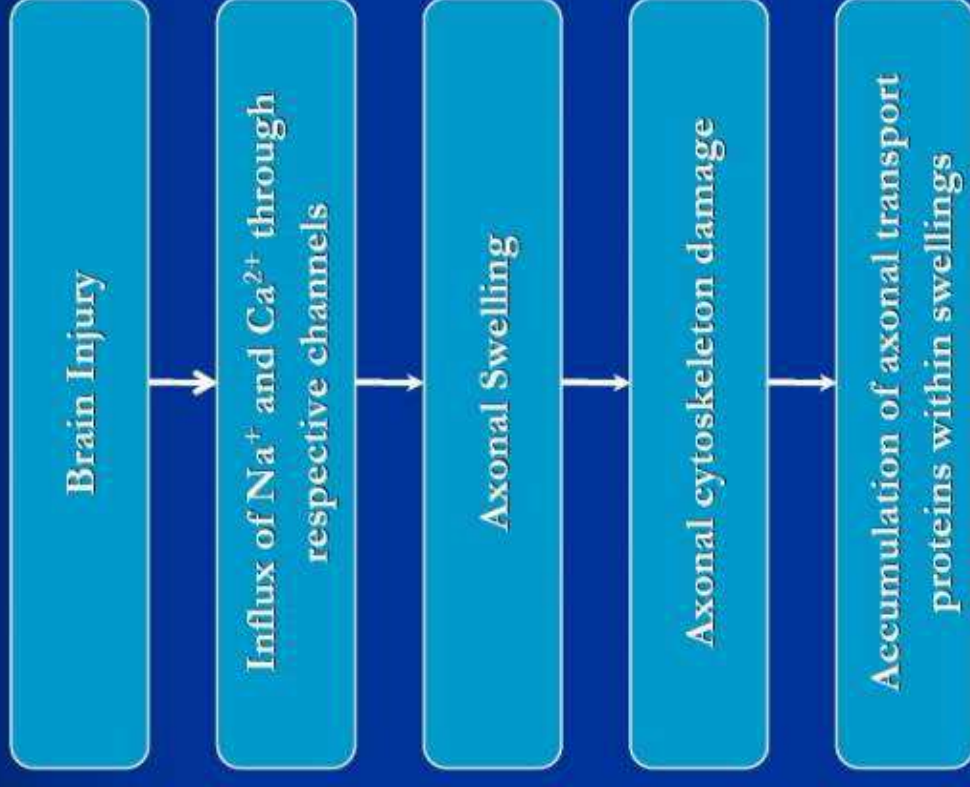 Brain Injury
Influx of Na⁺ and Ca²⁺ through
respective channels
Axonal Swelling
Axonal cytoskeleton damage
Accumulation of axonal transport
proteins within swellings